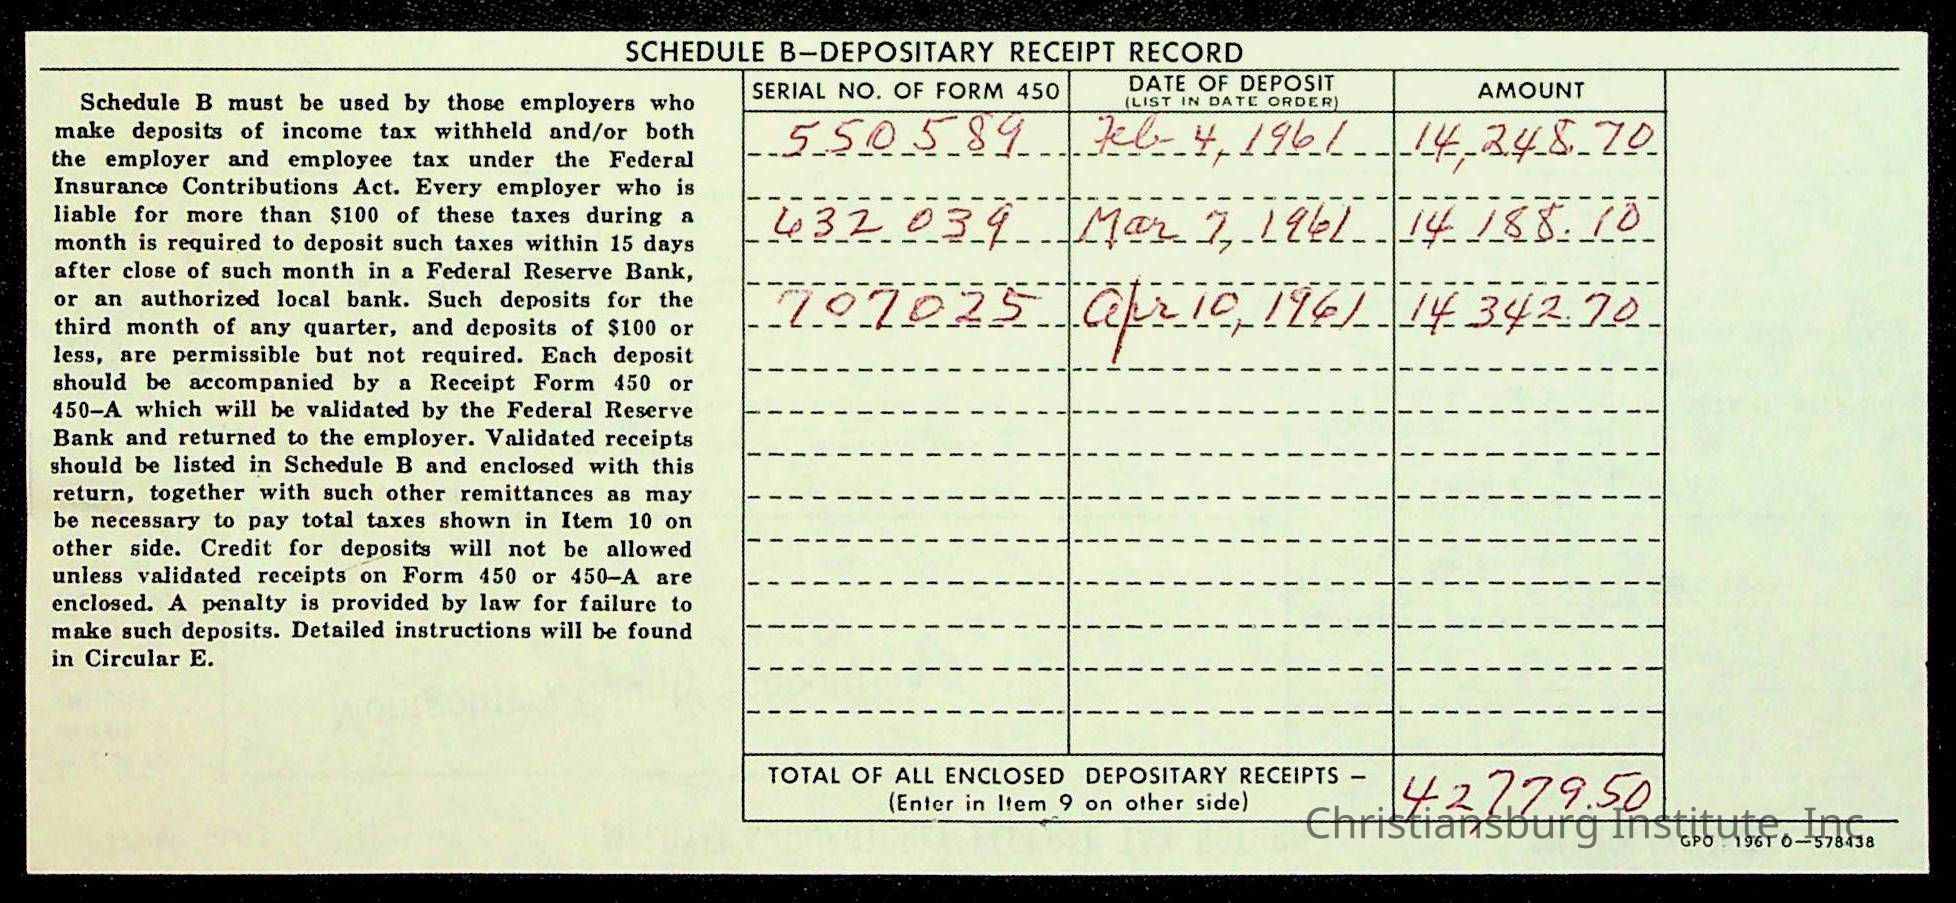 SCHEDULE B—DEPOSITARY RECEIPT RECORD
Schedule B must be used by those employers who
make deposits of income tax withheld and/or both
the employer and employee tax under the Federal
Insurance Contributions Act. Every employer who is
liable for more than $100 of these taxes during a
month is required to deposit such taxes within 15 days
after close of such month in a Federal Reserve Bank,
or an authorized local bank. Such deposits for the
third month of any quarter, and deposits of $100 or
less, are permissible but not required. Each deposit
should be accompanied by a Receipt Form 450 or
450—A which will be validated by the Federal Reserve
Bank and returned to the employer. Validated receipts
should be listed in Schedule B and enclosed with this
return, together with such other remittances as may
be necessary to pay total taxes shown in Item 10 on
other side. Credit for deposits will not be allowed
unless validated receipts on Form 450 or 450—A are
enclosed. A penalty is provided by law for failure to
make such deposits. Detailed instructions will be found
in Circular E.
SERIAL NO. OF FORM 450 DATE OF DEPOSIT AMOUNT
(LIST IN DATE ORDER)
550589 Feb 4, 1961 14,248.70
632039 Mar 7, 1961 14 188.10
707025 Apr 10, 1961 14 342.70
TOTAL OF ALL ENCLOSED DEPOSITARY RECEIPTS — 42,779.50
(Enter in Item 9 on other side)
Christiansburg Institute, Inc
GPO : 1961 O—578438